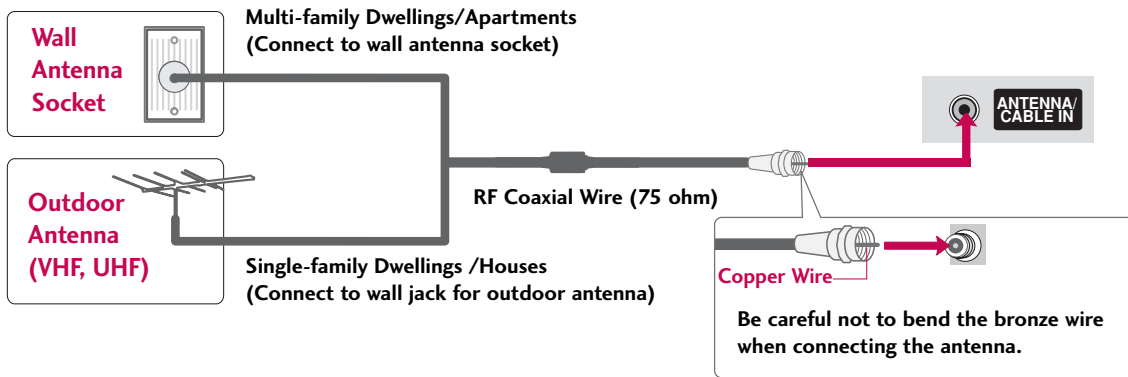 Wall
Antenna
Socket
Multi-family Dwellings/Apartments
(Connect to wall antenna socket)
ANTENNA/
CABLE IN
Outdoor
Antenna
(VHF, UHF)
RF Coaxial Wire (75 ohm)
Single-family Dwellings /Houses
(Connect to wall jack for outdoor antenna)
Copper Wire
Be careful not to bend the bronze wire
when connecting the antenna.